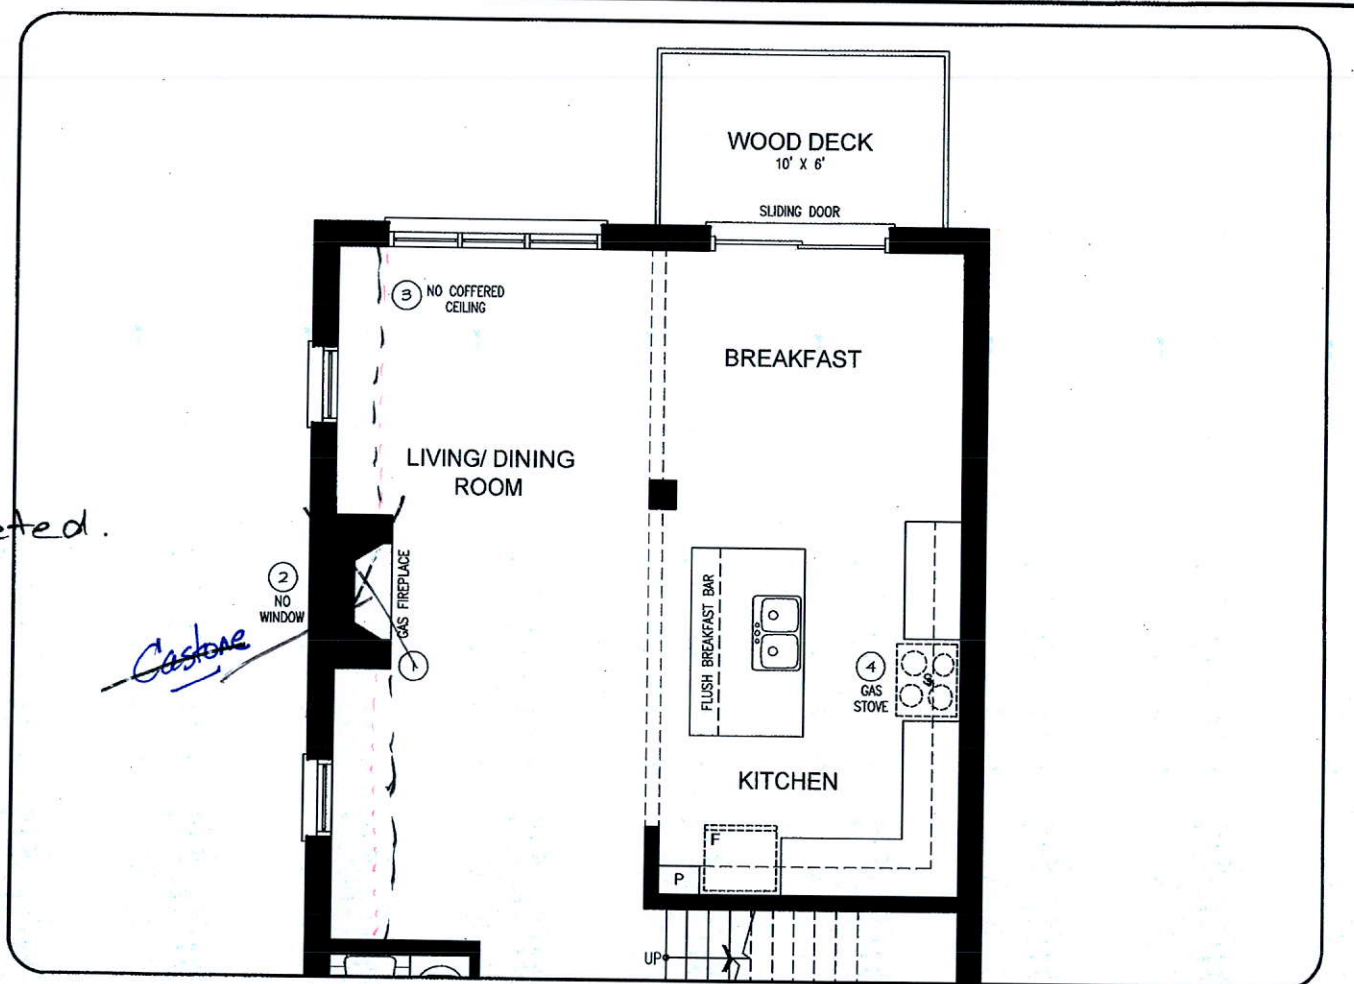 WOOD DECK
10' X 6'
SLIDING DOOR
3 NO COFFERED
CEILING
BREAKFAST
LIVING/ DINING
ROOM
2
NO
WINDOW
GAS FIREPLACE
1
Castone
FLUSH BREAKFAST BAR
4
GAS
STOVE
S
KITCHEN
F
P
UP